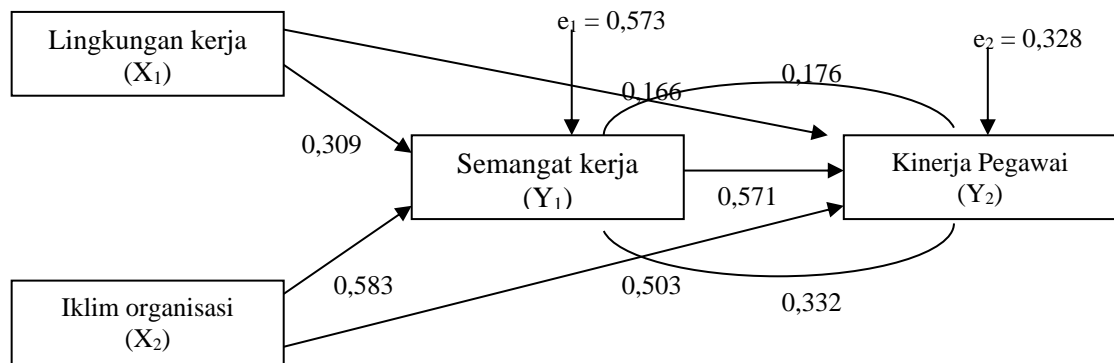 Lingkungan kerja
(X₁)
e₁ = 0,573
e₂ = 0,328
0,166
0,176
0,309
Semangat kerja
(Y₁)
0,571
Kinerja Pegawai
(Y₂)
0,583
0,503
0,332
Iklim organisasi
(X₂)